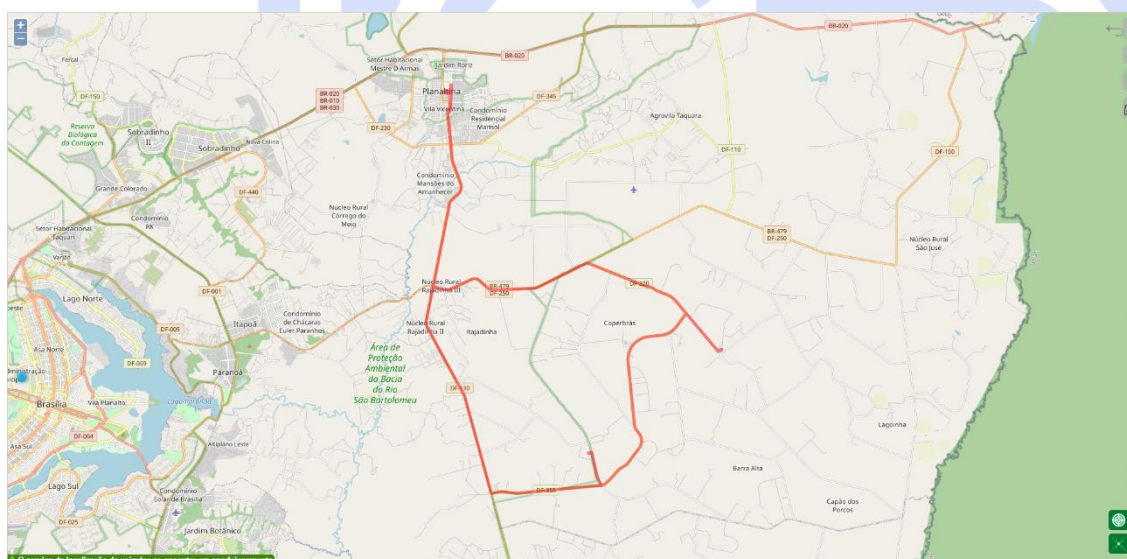 +
−
BR-020
Fercal
Setor Habitacional
Mestre D'Armas
Jardim Roriz
BR-020
DF-150
BR-020
BR-010
BR-030
Planaltina
DF-345
Vila Vicentina
Condomínio
Residencial
Marisol
Agrovila Taquara
Reserva
Biológica
da Contagem
Sobradinho
II
Sobradinho
Nova Colina
DF-230
DF-110
DF-100
Grande Colorado
DF-440
Condomínio
Mansões do
Amanhecer
Condomínio
RK
Núcleo Rural
Córrego do
Meio
Setor Habitacional
Taquari
Varjão
BR-479
DF-250
Núcleo Rural
São José
DF-001
Núcleo Rural
Rajadinha III
BR-479
DF-250
DF-320
Lago Norte
DF-005
Itapoã
Condomínio
de Chácaras
Euler Paranhos
Núcleo Rural
Rajadinha II
Itajadinha
Coperbrás
Asa Norte
DF-009
Paranoá
Área de
Proteção
Ambiental
da Bacia
do Rio
São Bartolomeu
DF-130
Brasília
Vila Planalto
Lago Paranoá
Lagoinha
DF-004
Asa Sul
Altiplano Leste
Barra Alta
Lago Sul
Condomínio
Solar de Brasília
DF-355
Capão dos
Porcos
DF-025
Jardim Botânico